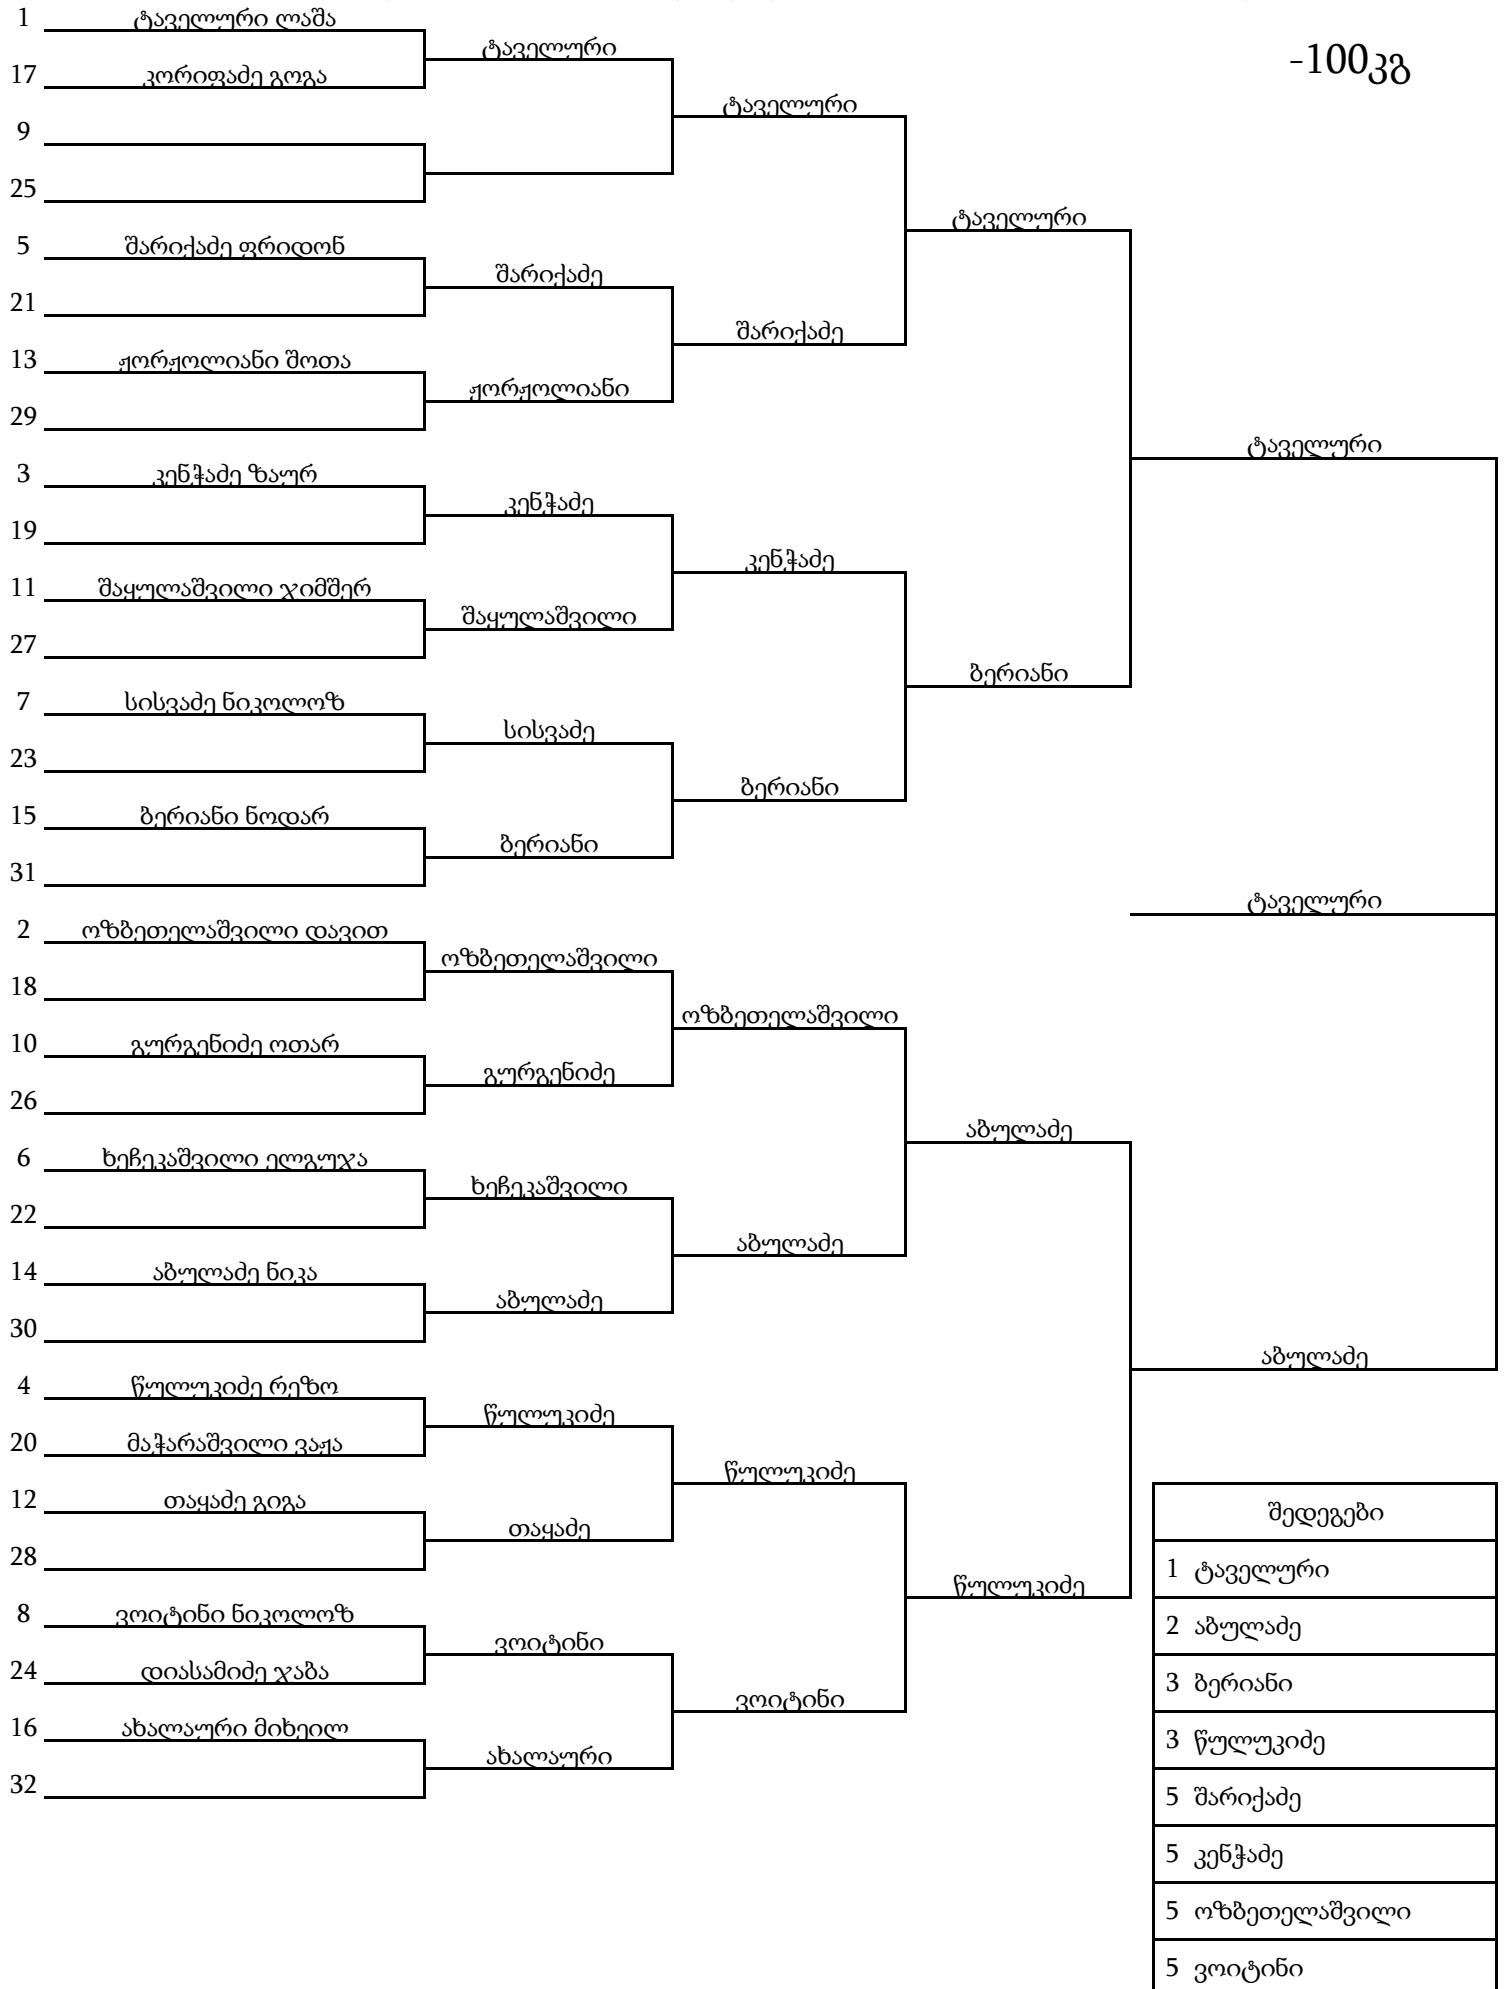 -100კგ
1 ტაველური ლაშა
ტაველური
17 კორიფაძე გოგა
ტაველური
9
25
ტაველური
5 შარიქაძე ფრიდონ
შარიქაძე
21
შარიქაძე
13 ჟორჟოლიანი შოთა
ჟორჟოლიანი
29
ტაველური
3 კენჭაძე ზაურ
კენჭაძე
19
კენჭაძე
11 შაყულაშვილი ჯიმშერ
შაყულაშვილი
27
ბერიანი
7 სისვაძე ნიკოლოზ
სისვაძე
23
ბერიანი
15 ბერიანი ნოდარ
ბერიანი
31
ტაველური
2 ოზბეთელაშვილი დავით
ოზბეთელაშვილი
18
ოზბეთელაშვილი
10 გურგენიძე ოთარ
გურგენიძე
26
აბულაძე
6 ხეჩეკაშვილი ელგუჯა
ხეჩეკაშვილი
22
აბულაძე
14 აბულაძე ნიკა
აბულაძე
30
აბულაძე
4 წულუკიძე რეზო
წულუკიძე
20 მაჭარაშვილი ვაჟა
წულუკიძე
12 თაყაძე გიგა
თაყაძე
28
წულუკიძე
8 ვოიტინი ნიკოლოზ
ვოიტინი
24 დიასამიძე ჯაბა
ვოიტინი
16 ახალაური მიხეილ
ახალაური
32
შედეგები
1 ტაველური
2 აბულაძე
3 ბერიანი
3 წულუკიძე
5 შარიქაძე
5 კენჭაძე
5 ოზბეთელაშვილი
5 ვოიტინი